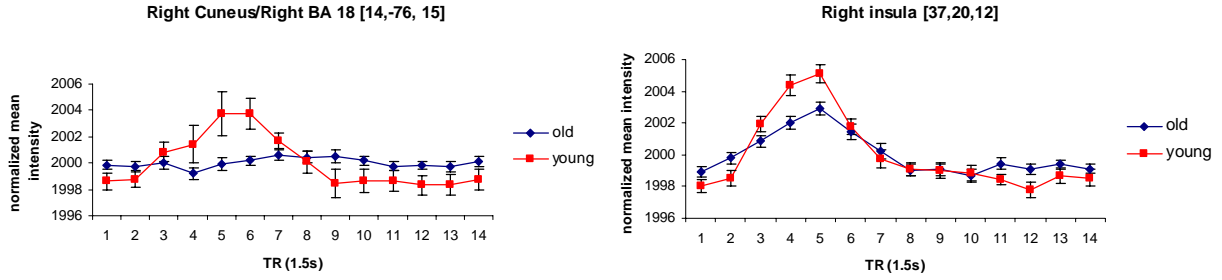 Right Cuneus/Right BA 18 [14,-76, 15]
normalized mean
intensity
2006
2004
2002
2000
1998
1996
1 2 3 4 5 6 7 8 9 10 11 12 13 14
TR (1.5s)
old
young
Right insula [37,20,12]
normalized mean intensity
2006
2004
2002
2000
1998
1996
1 2 3 4 5 6 7 8 9 10 11 12 13 14
TR (1.5s)
old
young